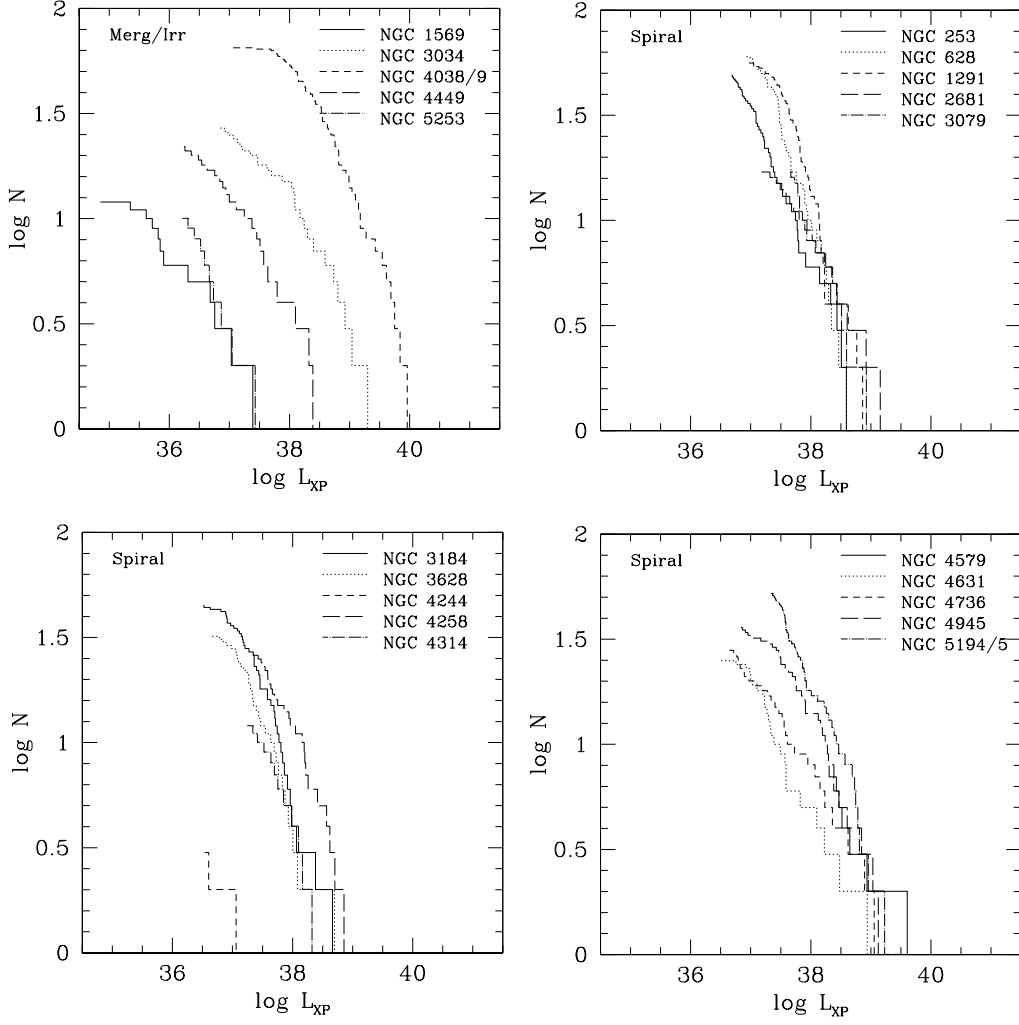 Merg/Irr
NGC 1569
NGC 3034
NGC 4038/9
NGC 4449
NGC 5253
2
1.5
1
0.5
0
log N
36
38
40
log L_XP
Spiral
NGC 253
NGC 628
NGC 1291
NGC 2681
NGC 3079
2
1.5
1
0.5
0
log N
36
38
40
log L_XP
Spiral
NGC 3184
NGC 3628
NGC 4244
NGC 4258
NGC 4314
2
1.5
1
0.5
0
log N
36
38
40
log L_XP
Spiral
NGC 4579
NGC 4631
NGC 4736
NGC 4945
NGC 5194/5
2
1.5
1
0.5
0
log N
36
38
40
log L_XP